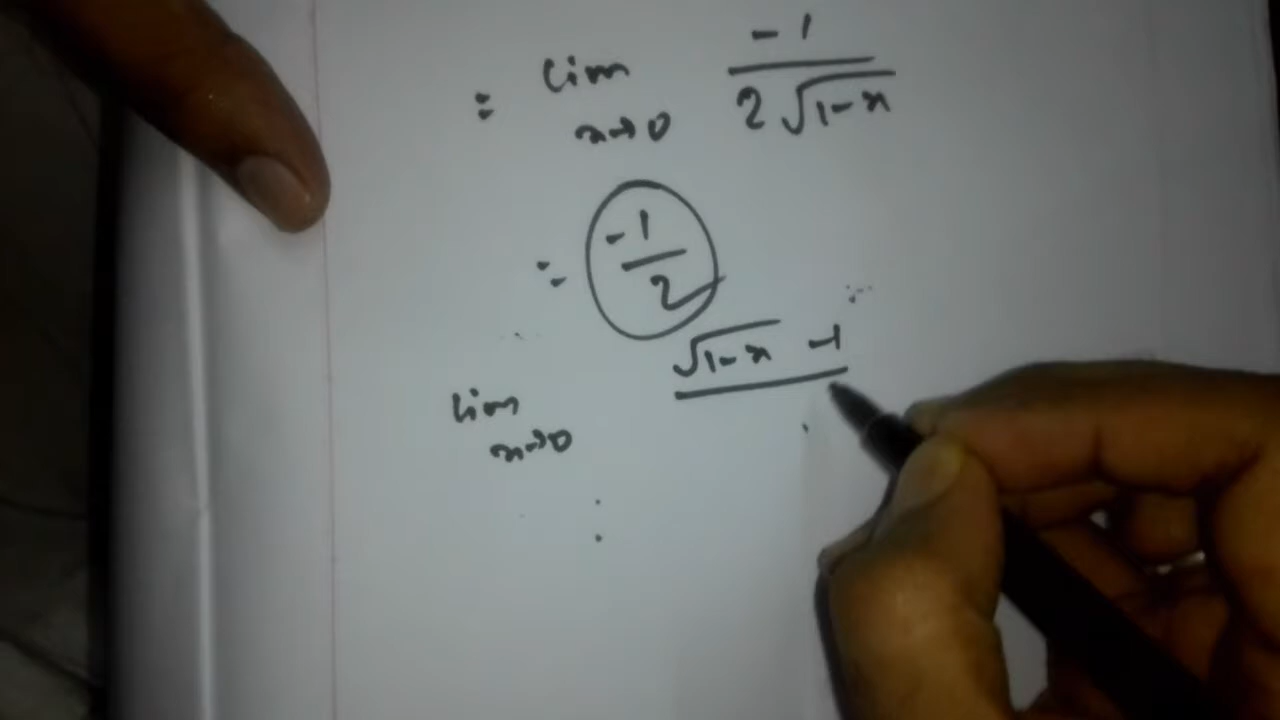 = lim x→0 -1 / 2√1-x
= -1/2
lim x→0 √1-x -1